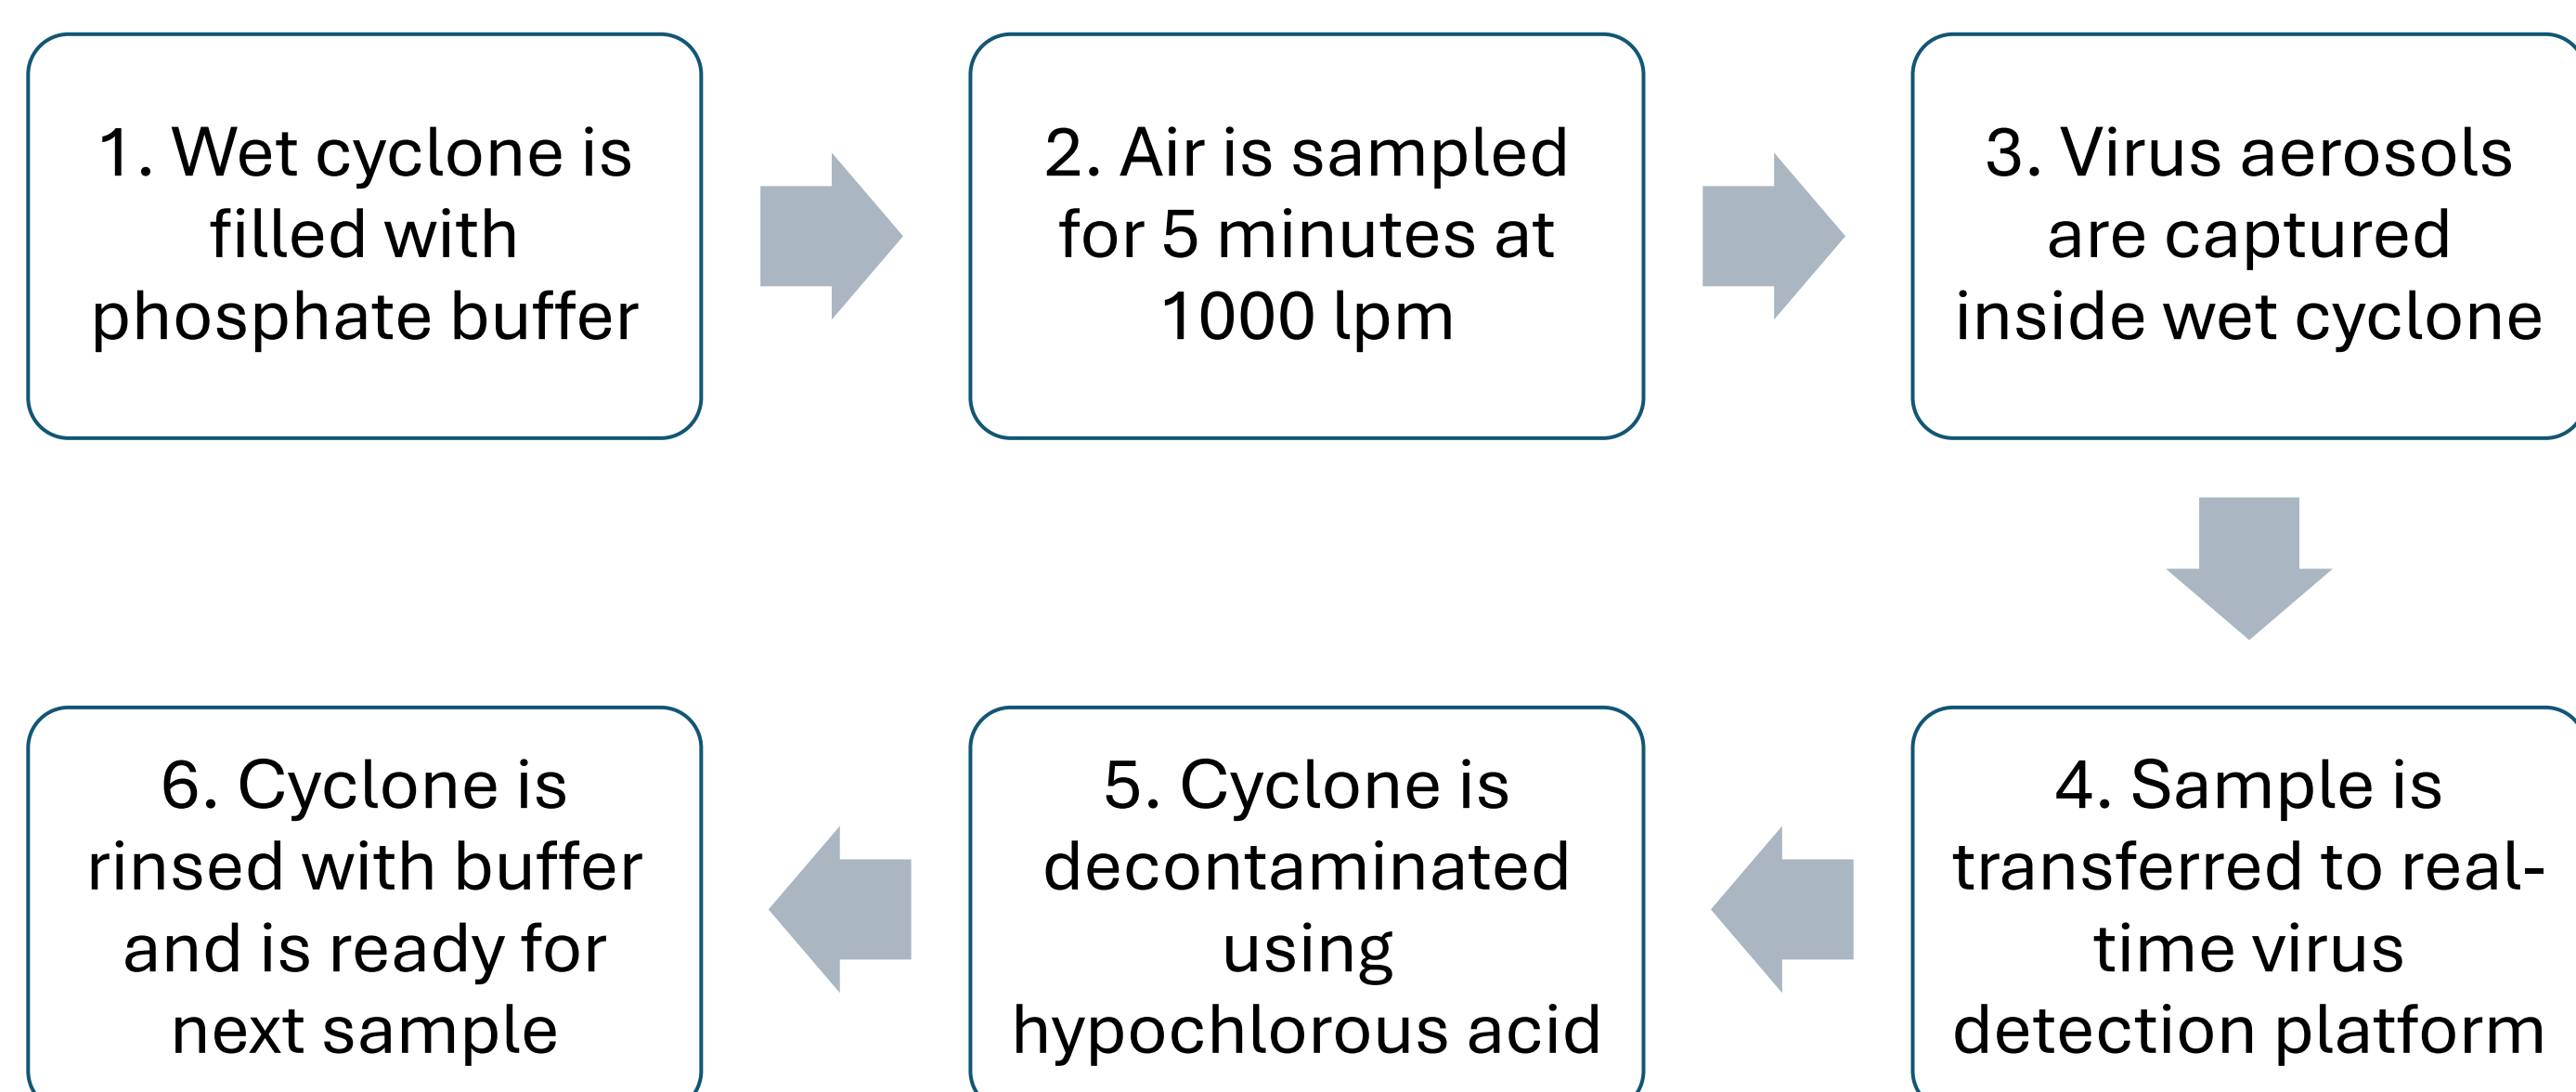 1. Wet cyclone is
filled with
phosphate buffer
2. Air is sampled
for 5 minutes at
1000 lpm
3. Virus aerosols
are captured
inside wet cyclone
4. Sample is
transferred to real-
time virus
detection platform
5. Cyclone is
decontaminated
using
hypochlorous acid
6. Cyclone is
rinsed with buffer
and is ready for
next sample